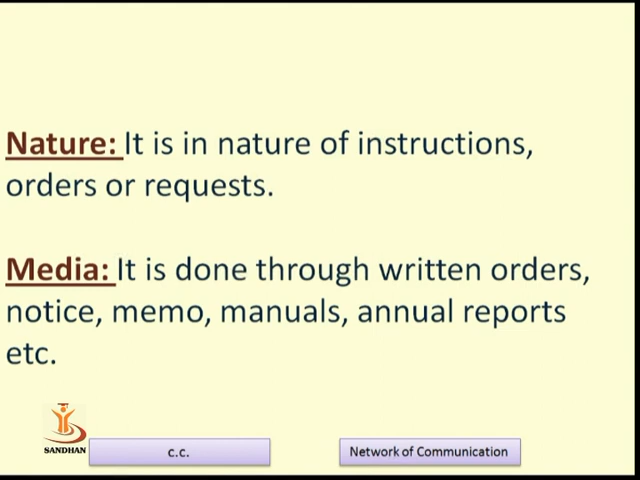 Nature: It is in nature of instructions,
orders or requests.
Media: It is done through written orders,
notice, memo, manuals, annual reports
etc.
SANDHAN
c.c.
Network of Communication